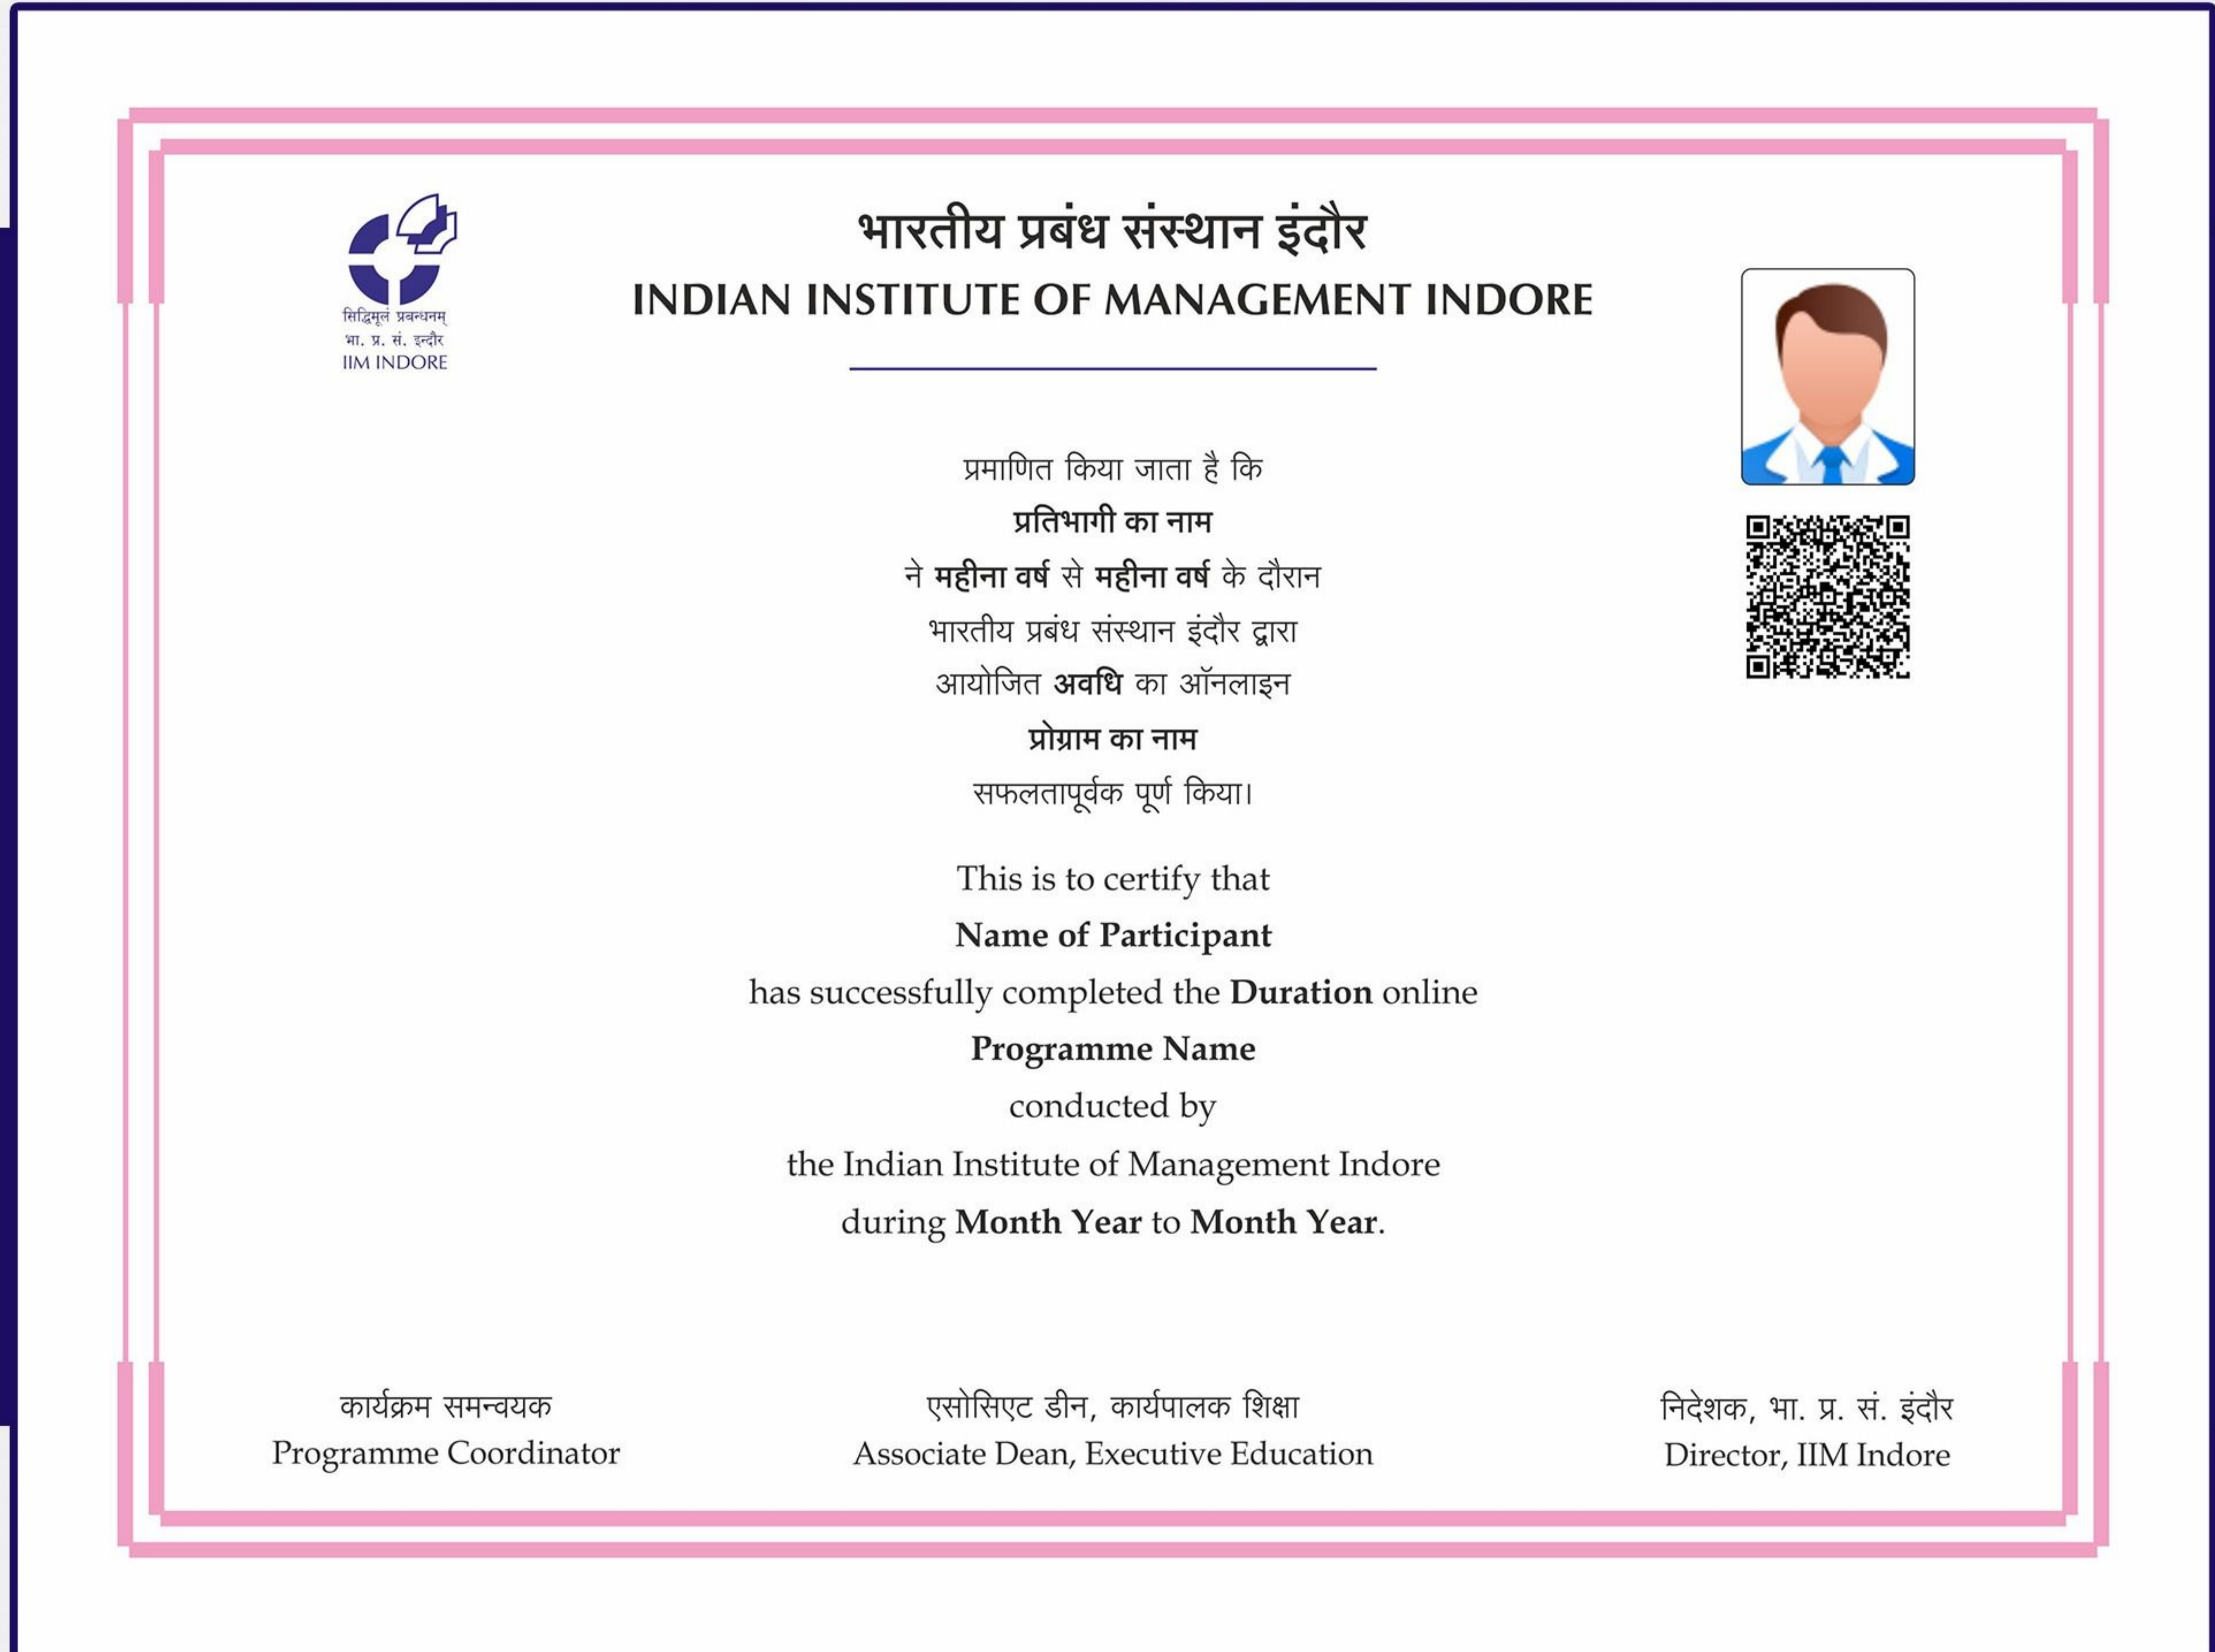 सिद्धिमूलं प्रबन्धनम्
भा. प्र. सं. इन्दौर
IIM INDORE
भारतीय प्रबंध संस्थान इंदौर
INDIAN INSTITUTE OF MANAGEMENT INDORE
प्रमाणित किया जाता है कि
प्रतिभागी का नाम
ने महीना वर्ष से महीना वर्ष के दौरान
भारतीय प्रबंध संस्थान इंदौर द्वारा
आयोजित अवधि का ऑनलाइन
प्रोग्राम का नाम
सफलतापूर्वक पूर्ण किया।
This is to certify that
Name of Participant
has successfully completed the Duration online
Programme Name
conducted by
the Indian Institute of Management Indore
during Month Year to Month Year.
कार्यक्रम समन्वयक
Programme Coordinator
एसोसिएट डीन, कार्यपालक शिक्षा
Associate Dean, Executive Education
निदेशक, भा. प्र. सं. इंदौर
Director, IIM Indore